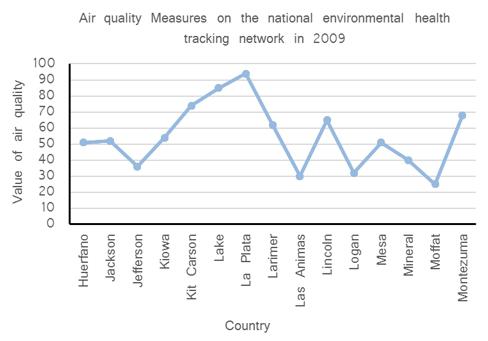 Air quality Measures on the national environmental health
tracking network in 2009
Value of air quality
100
90
80
70
60
50
40
30
20
10
0
Huerfano
Jackson
Jefferson
Kiowa
Kit Carson
Lake
La Plata
Larimer
Las Animas
Lincoln
Logan
Mesa
Mineral
Moffat
Montezuma
Country